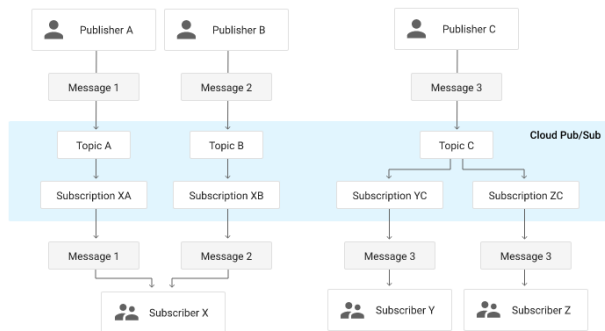 Publisher A
Publisher B
Publisher C
Message 1
Message 2
Message 3
Cloud Pub/Sub
Topic A
Topic B
Topic C
Subscription XA
Subscription XB
Subscription YC
Subscription ZC
Message 1
Message 2
Message 3
Message 3
Subscriber X
Subscriber Y
Subscriber Z